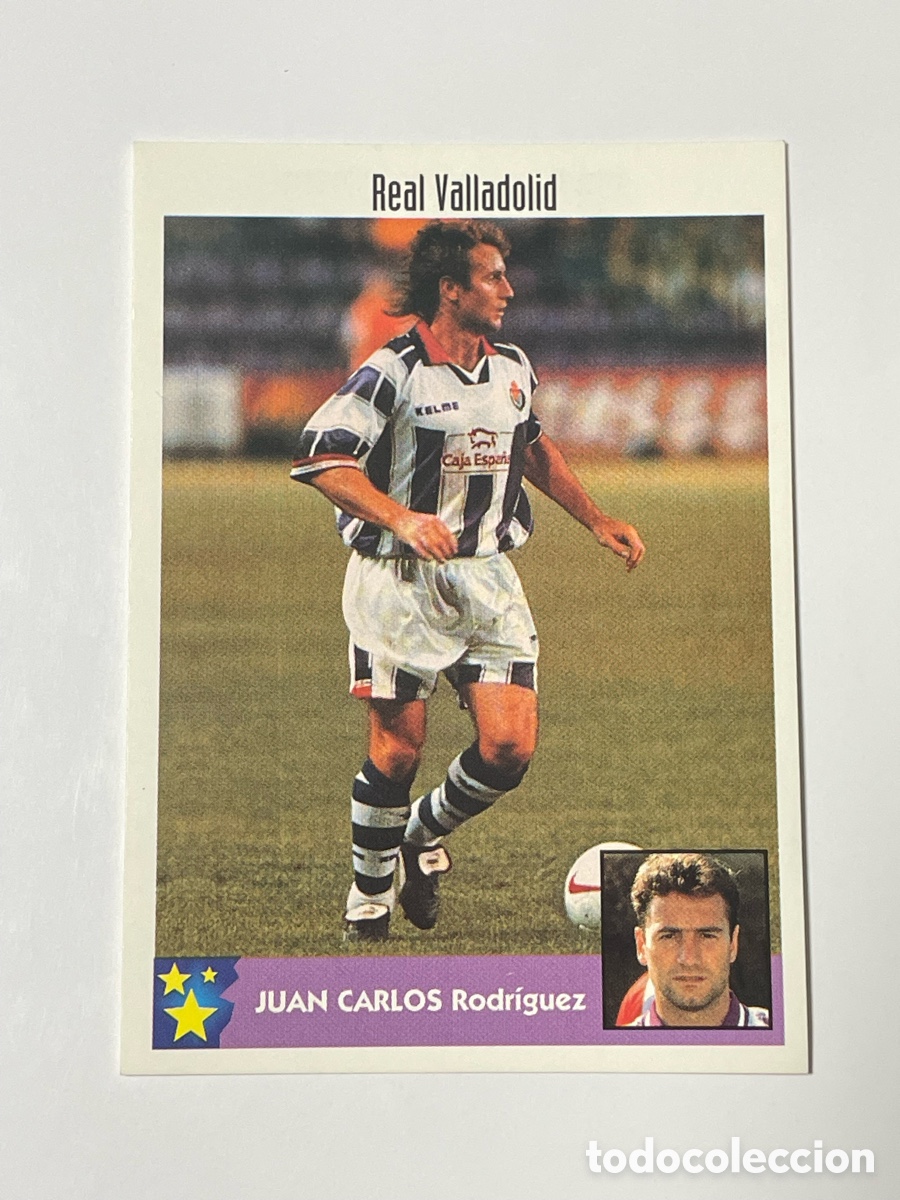 Real Valladolid
KELME
Caja España
JUAN CARLOS Rodríguez
todocoleccion